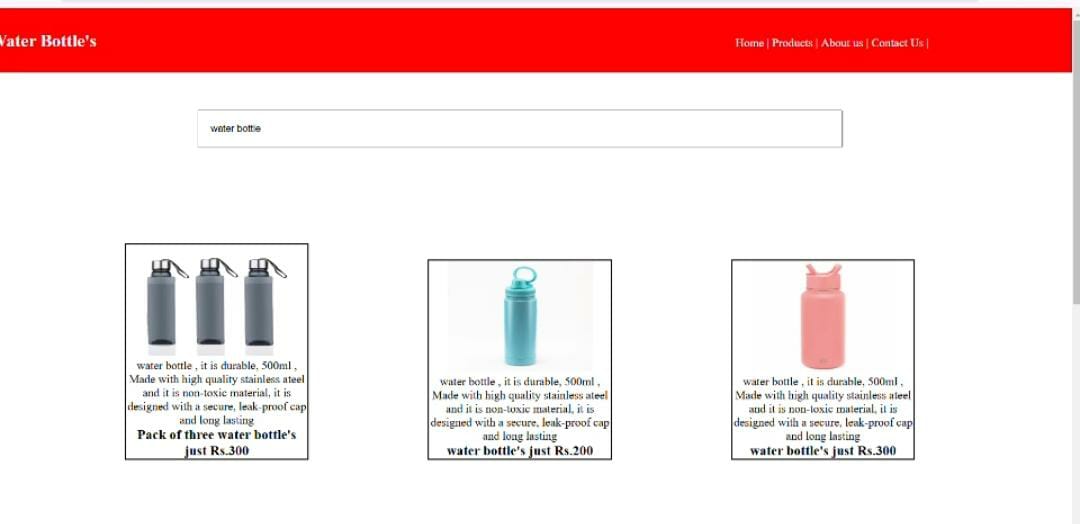 Water Bottle's
Home | Products | About us | Contact Us |
water bottle
water bottle , it is durable, 500ml ,
Made with high quality stainless ateel
and it is non-toxic material, it is
designed with a secure, leak-proof cap
and long lasting
Pack of three water bottle's
just Rs.300
water bottle , it is durable, 500ml ,
Made with high quality stainless ateel
and it is non-toxic material, it is
designed with a secure, leak-proof cap
and long lasting
water bottle's just Rs.200
water bottle , it is durable, 500ml ,
Made with high quality stainless ateel
and it is non-toxic material, it is
designed with a secure, leak-proof cap
and long lasting
water bottle's just Rs.300